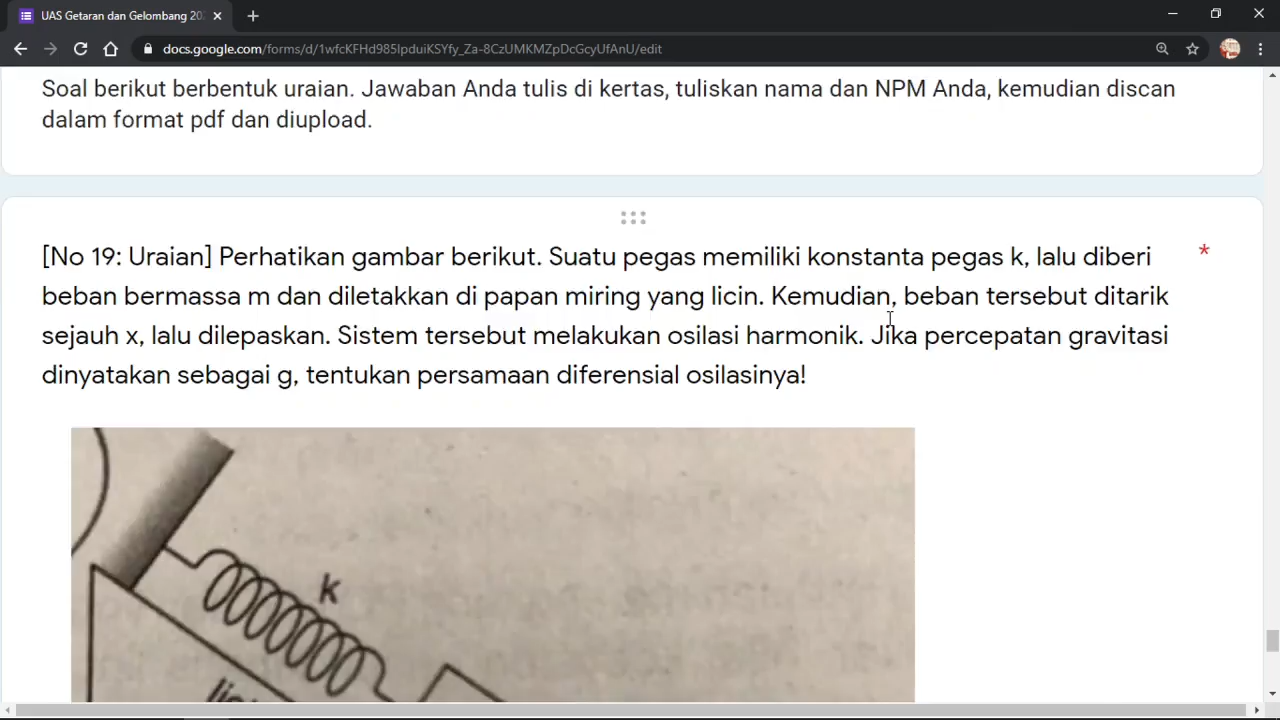 UAS Getaran dan Gelombang 202
docs.google.com/forms/d/1wfcKFHd985lpduiKSYfy_Za-8CzUMKMZpDcGcyUfAnU/edit
Soal berikut berbentuk uraian. Jawaban Anda tulis di kertas, tuliskan nama dan NPM Anda, kemudian discan
dalam format pdf dan diupload.
[No 19: Uraian] Perhatikan gambar berikut. Suatu pegas memiliki konstanta pegas k, lalu diberi *
beban bermassa m dan diletakkan di papan miring yang licin. Kemudian, beban tersebut ditarik
sejauh x, lalu dilepaskan. Sistem tersebut melakukan osilasi harmonik. Jika percepatan gravitasi
dinyatakan sebagai g, tentukan persamaan diferensial osilasinya!
k